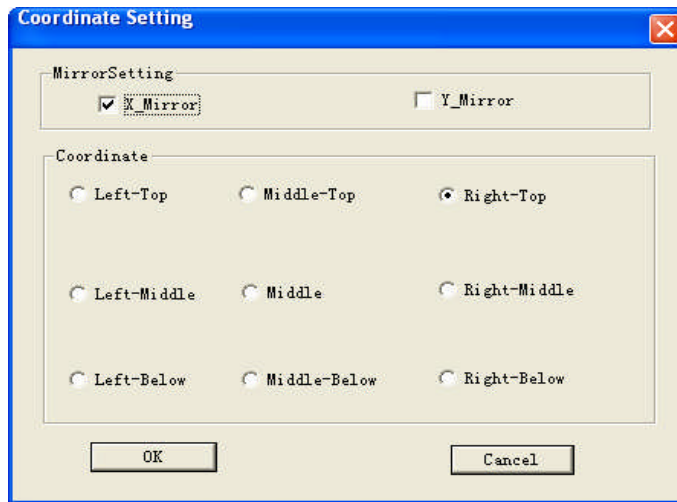 Coordinate Setting
MirrorSetting
X_Mirror Y_Mirror
Coordinate
Left-Top Middle-Top Right-Top
Left-Middle Middle Right-Middle
Left-Below Middle-Below Right-Below
OK Cancel